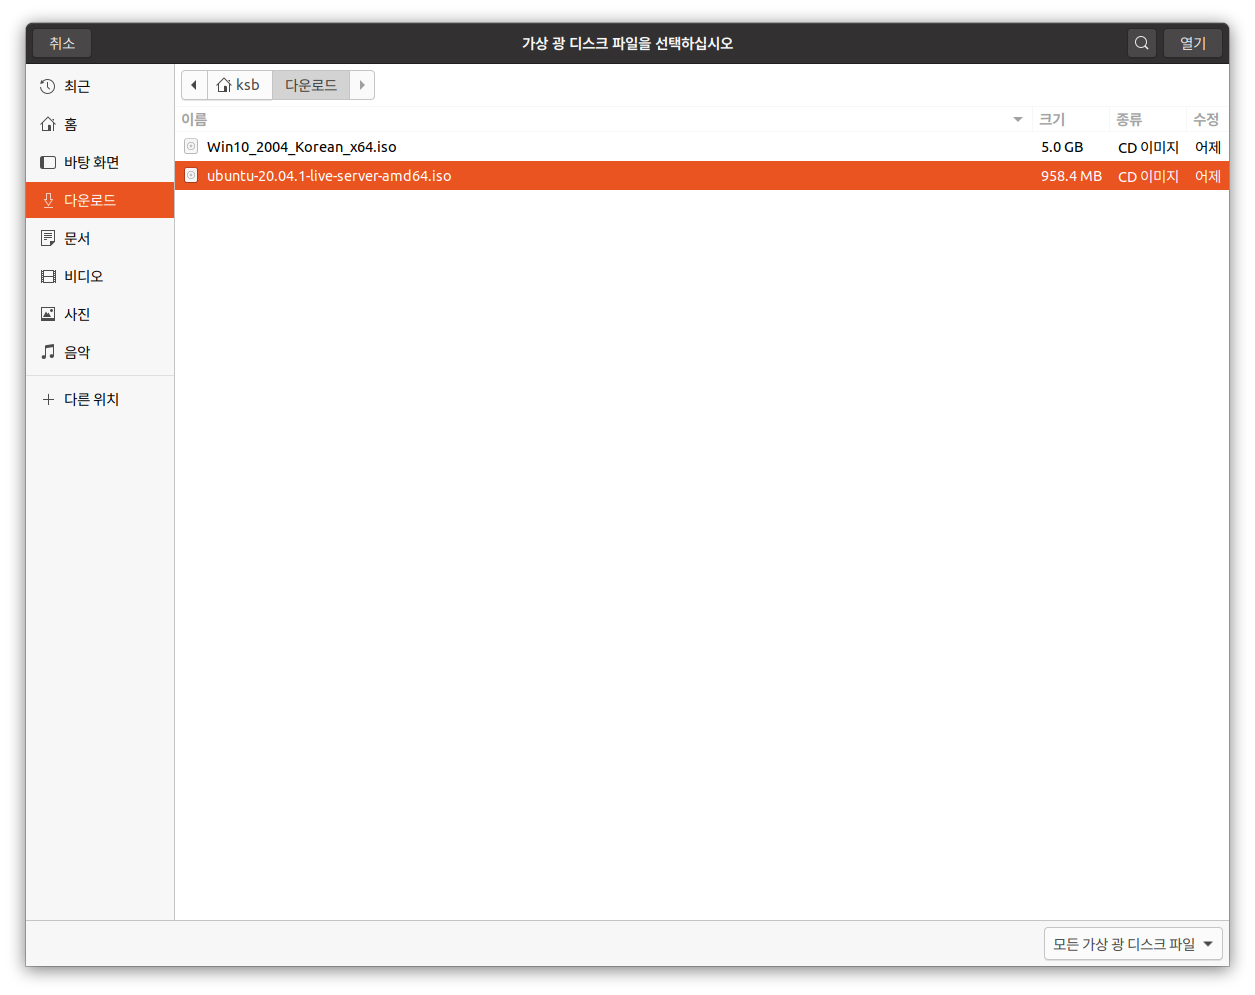 취소
가상 광 디스크 파일을 선택하십시오
열기
최근
홈
바탕 화면
다운로드
문서
비디오
사진
음악
다른 위치
ksb 다운로드
이름 크기 종류 수정
Win10_2004_Korean_x64.iso 5.0 GB CD 이미지 어제
ubuntu-20.04.1-live-server-amd64.iso 958.4 MB CD 이미지 어제
모든 가상 광 디스크 파일